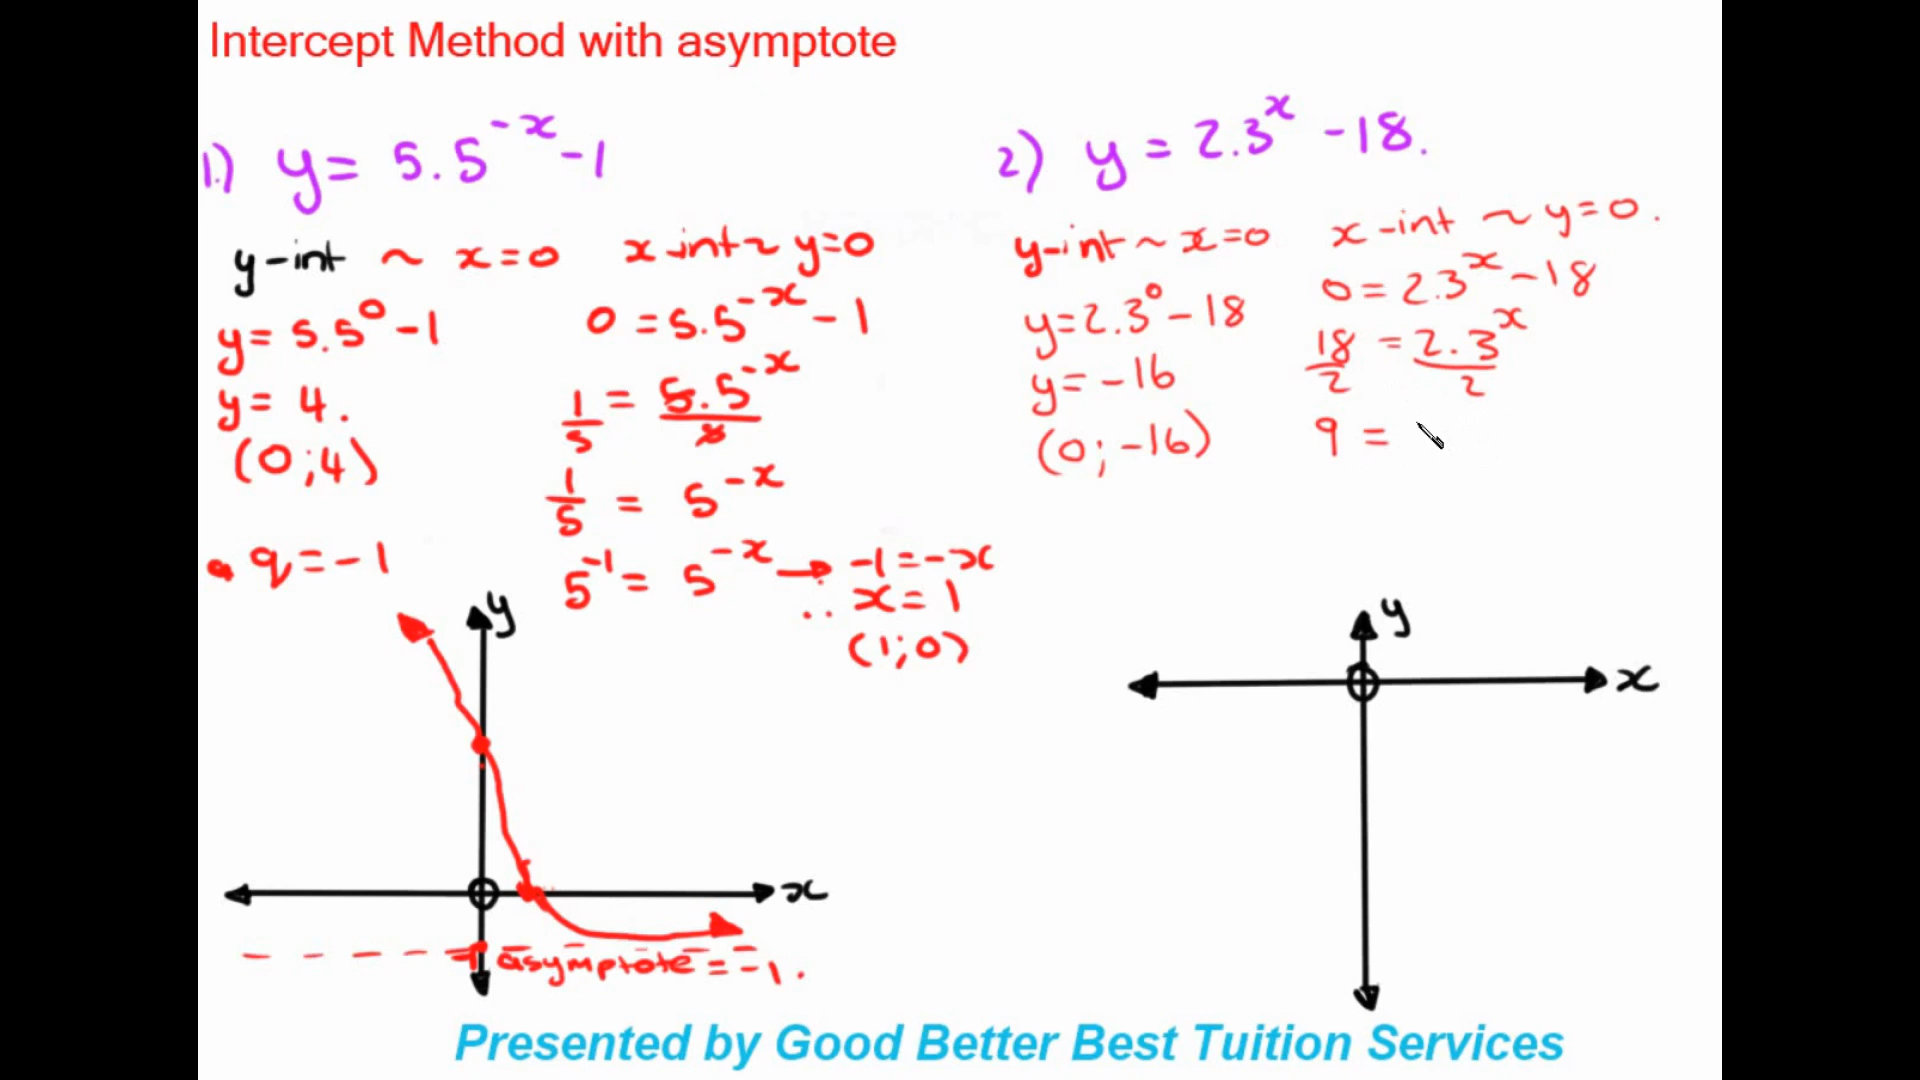 Intercept Method with asymptote
1.) y = 5.5^-x - 1
y-int ~ x=0
y = 5.5^0 - 1
y = 4.
(0;4)
x-int ~ y=0
0 = 5.5^-x - 1
1/5 = 5.5^-x/5
1/5 = 5^-x
5^-1 = 5^-x → -1 = -x
∴ x = 1
(1;0)
q = -1
y
x
-1 asymptote = -1.
2) y = 2.3^x - 18.
y-int ~ x=0
y = 2.3^0 - 18
y = -16
(0; -16)
x-int ~ y=0.
0 = 2.3^x - 18
18/2 = 2.3^x/2
9 =
y
x
Presented by Good Better Best Tuition Services